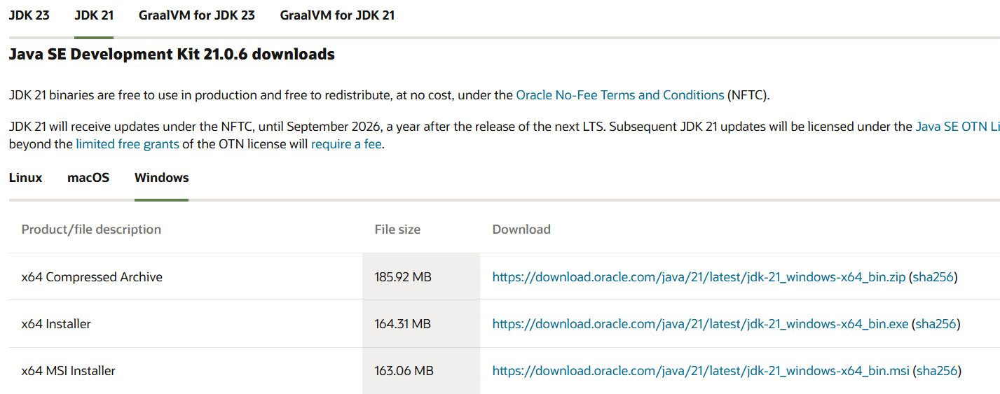 JDK 23 JDK 21 GraalVM for JDK 23 GraalVM for JDK 21
Java SE Development Kit 21.0.6 downloads
JDK 21 binaries are free to use in production and free to redistribute, at no cost, under the Oracle No-Fee Terms and Conditions (NFTC).
JDK 21 will receive updates under the NFTC, until September 2026, a year after the release of the next LTS. Subsequent JDK 21 updates will be licensed under the Java SE OTN Li
beyond the limited free grants of the OTN license will require a fee.
Linux macOS Windows
Product/file description File size Download
x64 Compressed Archive 185.92 MB https://download.oracle.com/java/21/latest/jdk-21_windows-x64_bin.zip (sha256)
x64 Installer 164.31 MB https://download.oracle.com/java/21/latest/jdk-21_windows-x64_bin.exe (sha256)
x64 MSI Installer 163.06 MB https://download.oracle.com/java/21/latest/jdk-21_windows-x64_bin.msi (sha256)